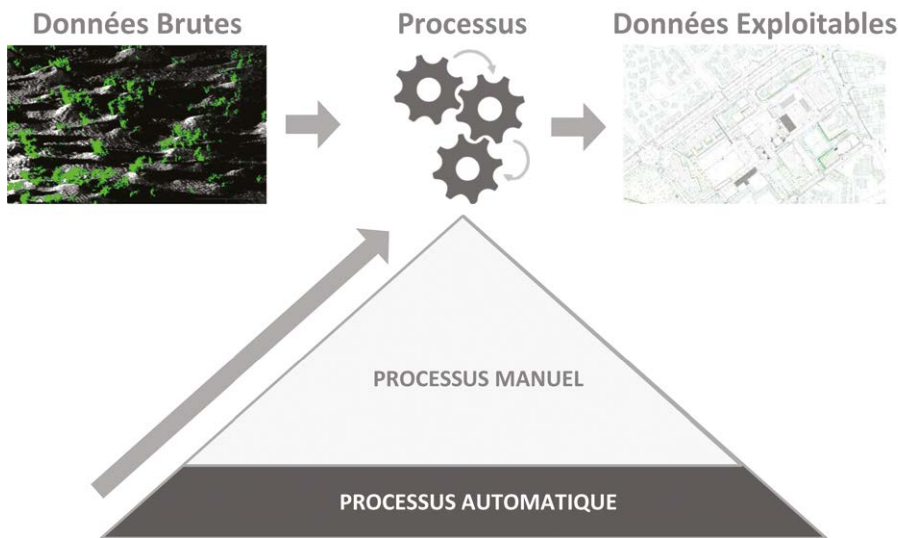 Données Brutes
Processus
Données Exploitables
PROCESSUS MANUEL
PROCESSUS AUTOMATIQUE